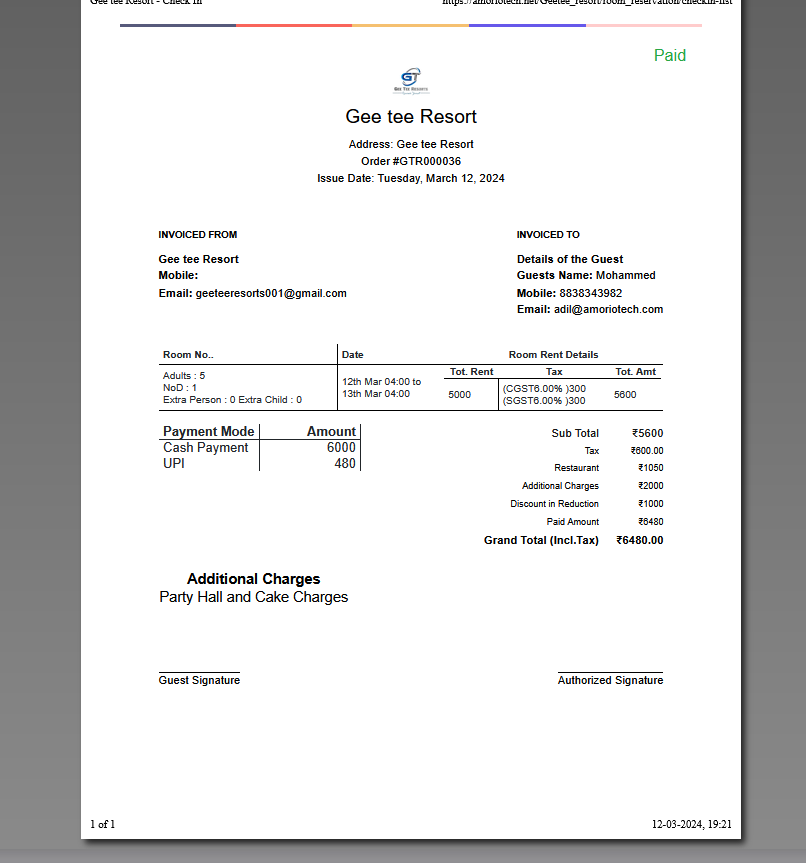 Gee tee Resort - Check In
https://amoriotech.net/Geetee_resort/room_reservation/checkin-list
Paid
GT
GEE TEE RESORTS
Gee tee Resort
Address: Gee tee Resort
Order #GTR000036
Issue Date: Tuesday, March 12, 2024
INVOICED FROM
Gee tee Resort
Mobile:
Email: geeteeresorts001@gmail.com
INVOICED TO
Details of the Guest
Guests Name: Mohammed
Mobile: 8838343982
Email: adil@amoriotech.com
Room No.. Date Room Rent Details
Tot. Rent Tax Tot. Amt
Adults : 5
NoD : 1
Extra Person : 0 Extra Child : 0
12th Mar 04:00 to
13th Mar 04:00
5000
(CGST6.00% )300
(SGST6.00% )300
5600
Payment Mode Amount
Cash Payment 6000
UPI 480
Sub Total ₹5600
Tax ₹600.00
Restaurant ₹1050
Additional Charges ₹2000
Discount in Reduction ₹1000
Paid Amount ₹6480
Grand Total (Incl.Tax) ₹6480.00
Additional Charges
Party Hall and Cake Charges
Guest Signature
Authorized Signature
1 of 1
12-03-2024, 19:21